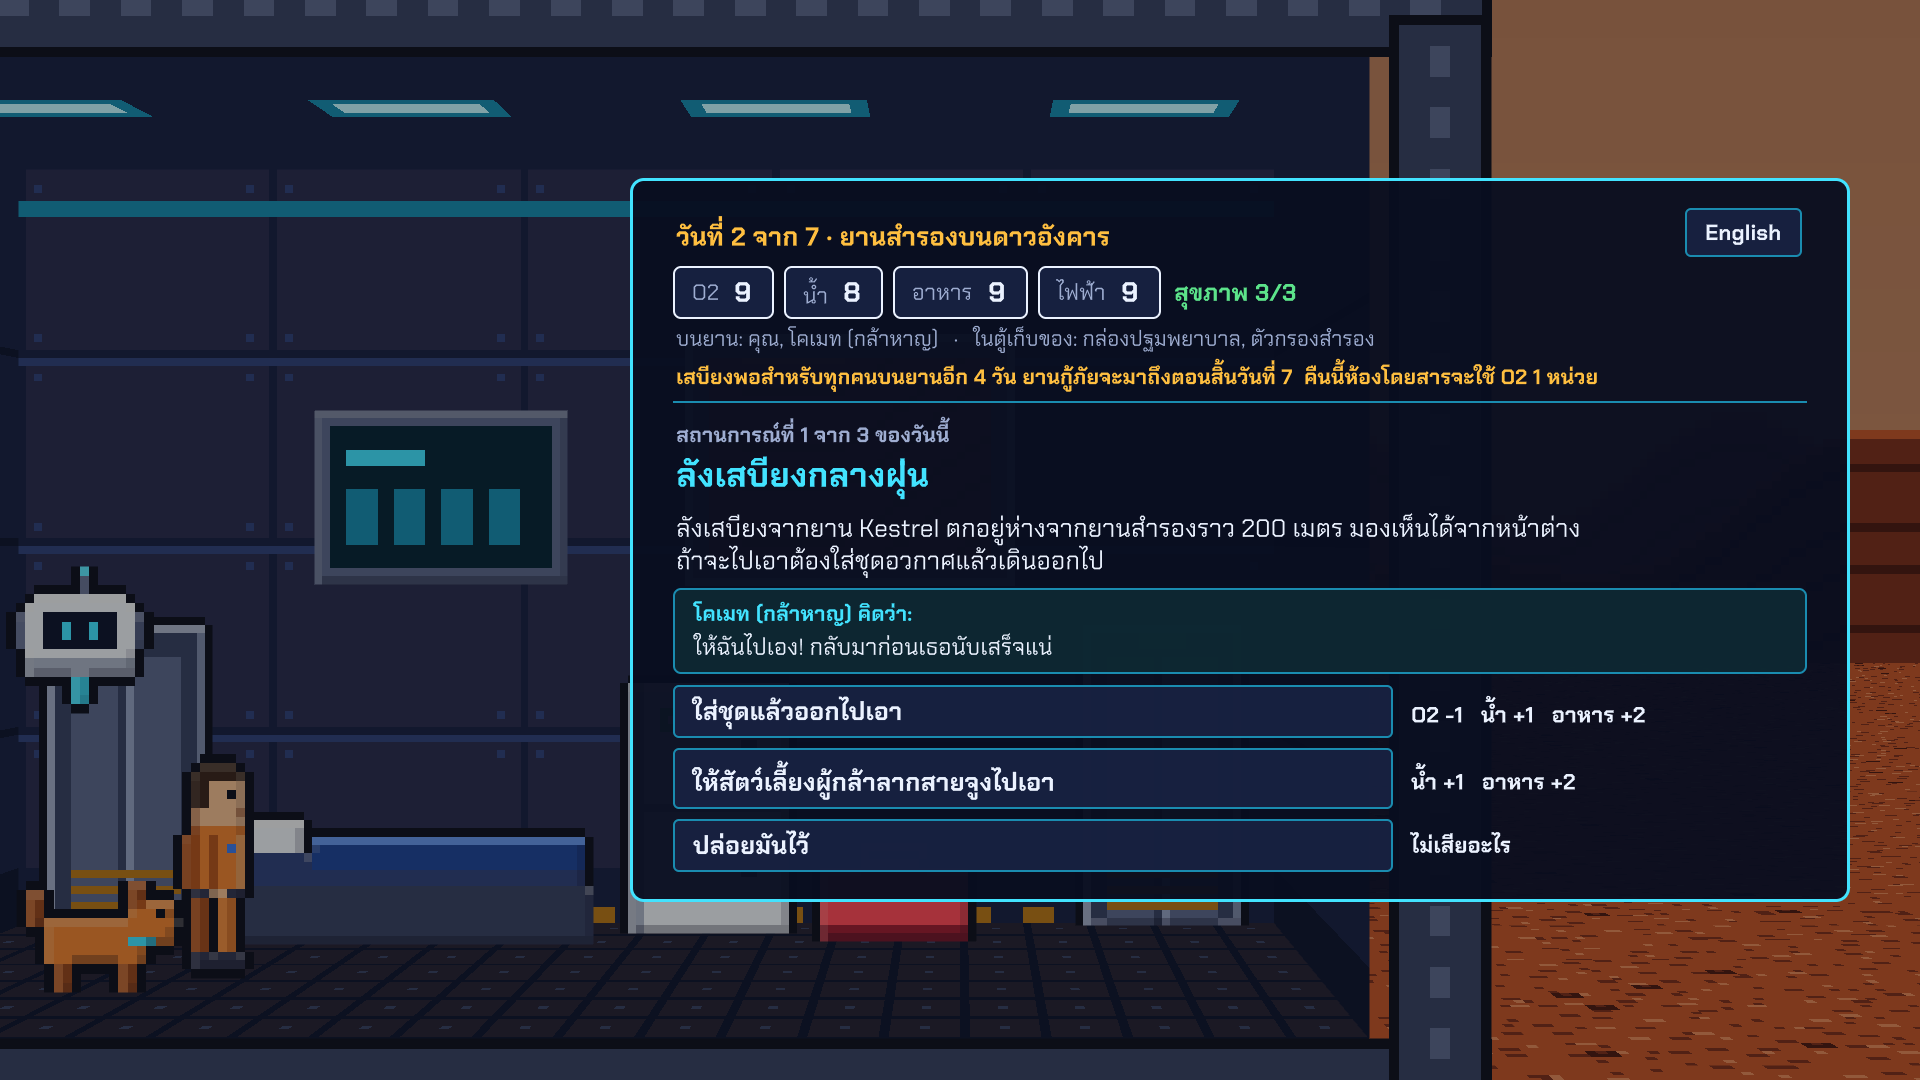 วันที่ 2 จาก 7 · ยานสำรองบนดาวอังคาร
English
O2 9 น้ำ 8 อาหาร 9 ไฟฟ้า 9 สุขภาพ 3/3
บนยาน: คุณ, โคเมท (กล้าหาญ) · ในตู้เก็บของ: กล่องปฐมพยาบาล, ตัวกรองสำรอง
เสบียงพอสำหรับทุกคนบนยานอีก 4 วัน ยานกู้ภัยจะมาถึงตอนสิ้นวันที่ 7 คืนนี้ห้องโดยสารจะใช้ O2 1 หน่วย
สถานการณ์ที่ 1 จาก 3 ของวันนี้
ลังเสบียงกลางฝุ่น
ลังเสบียงจากยาน Kestrel ตกอยู่ห่างจากยานสำรองราว 200 เมตร มองเห็นได้จากหน้าต่าง
ถ้าจะไปเอาต้องใส่ชุดอวกาศแล้วเดินออกไป
โคเมท (กล้าหาญ) คิดว่า:
ให้ฉันไปเอง! กลับมาก่อนเธอนับเสร็จแน่
ใส่ชุดแล้วออกไปเอา O2 -1 น้ำ +1 อาหาร +2
ให้สัตว์เลี้ยงผู้กล้าลากสายจูงไปเอา น้ำ +1 อาหาร +2
ปล่อยมันไว้ ไม่เสียอะไร